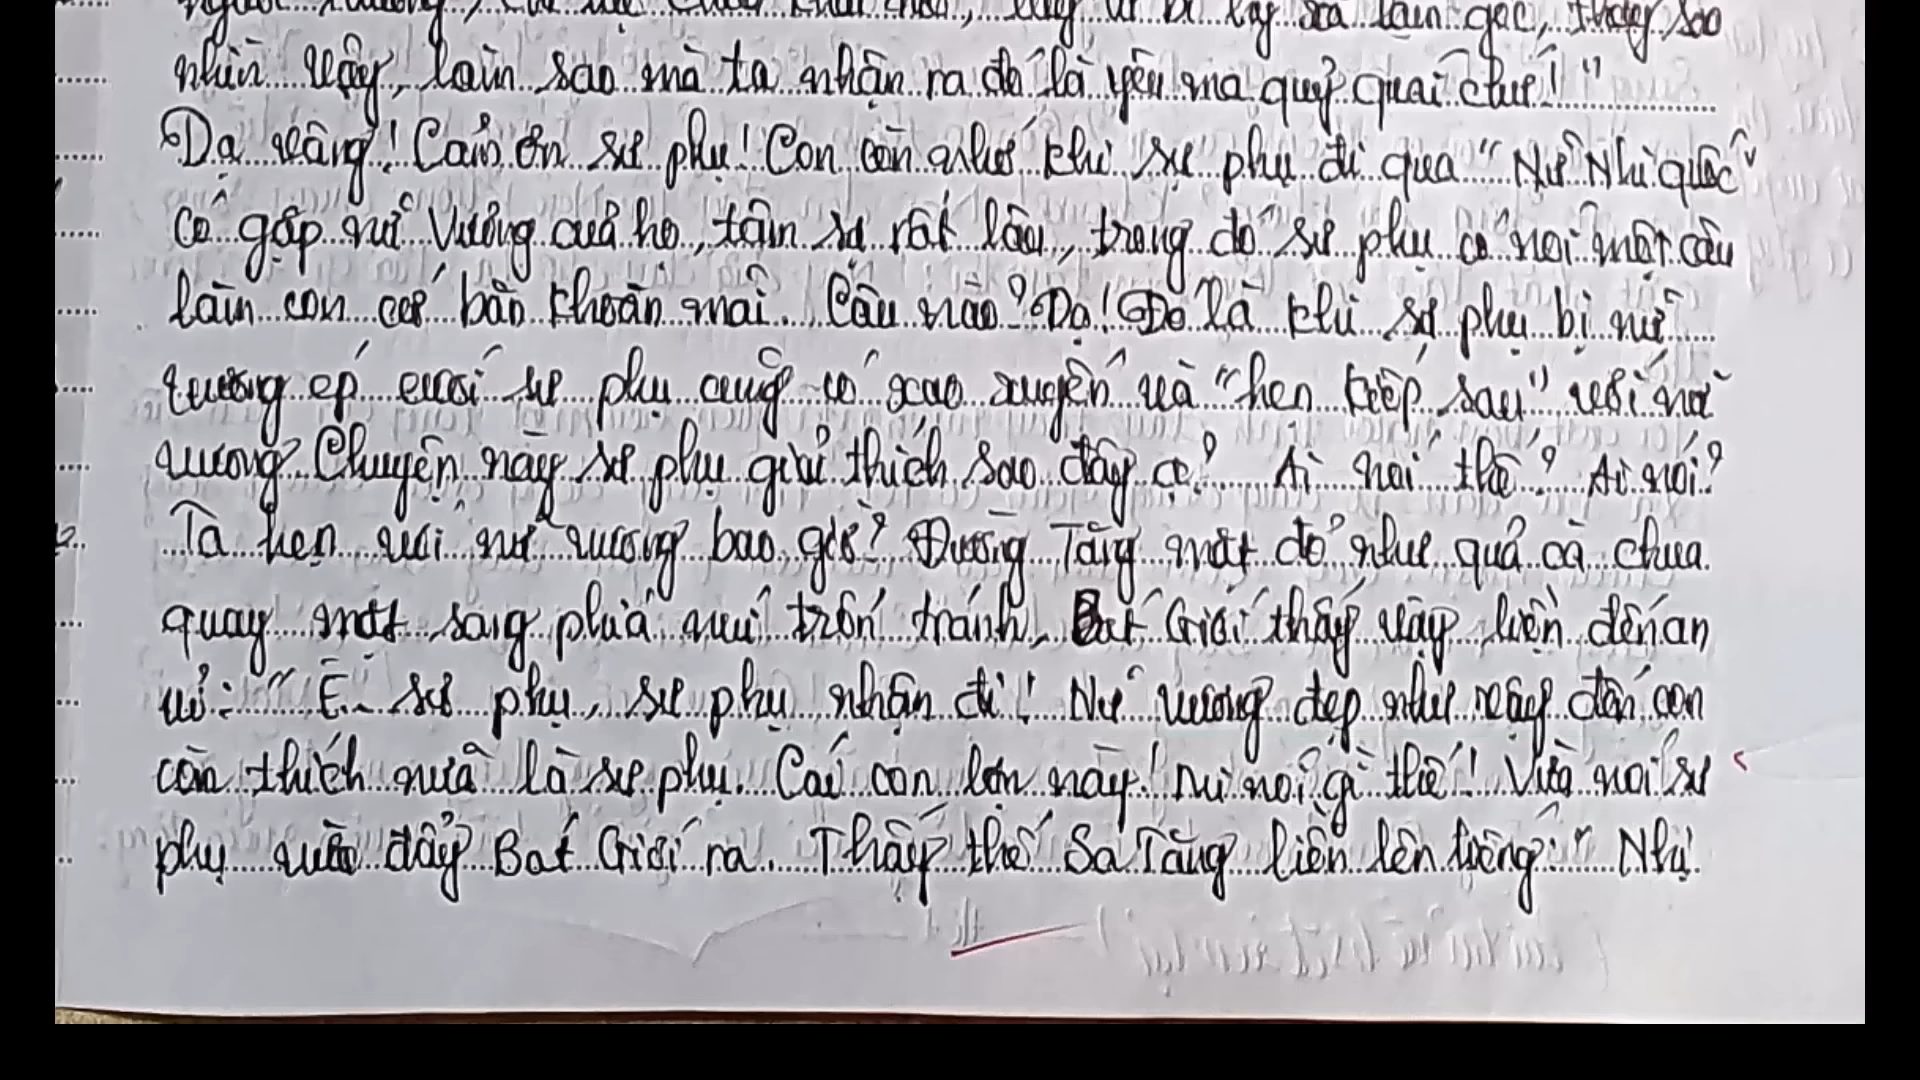 lấy đó làm gốc, thầy sao
nhìn vậy, làm sao mà ta nhận ra đó là yêu ma quỷ quái chứ!"
Dạ vâng! Cảm ơn sư phụ! Con còn nhớ khi sư phụ đi qua "Nữ Nhi quốc"
có gặp nữ Vương của họ, tâm sự rất lâu, trong đó sư phụ có nói một câu
làm con cứ băn khoăn mãi. Câu nào? Dạ! Đó là khi sư phụ bị nữ
vương ép cưới sư phụ cũng có xao xuyến và "hẹn kiếp sau" với nữ
vương? Chuyện này sư phụ giải thích sao đây ạ? Ai nói thế? Ai nói?
Ta hẹn với nữ vương bao giờ? Đường Tăng mặt đỏ như quả cà chua
quay mặt sang phía núi trốn tránh. Bát Giới thấy vậy liền đến an
ủi: "Ê... sư phụ, sư phụ nhận đi! Nữ vương đẹp như vậy đến con
còn thích nữa là sư phụ. Cái con lợn này! Nói gì thế! Vừa nói sư
phụ vừa đẩy Bát Giới ra. Thấy thế Sa Tăng liền lên tiếng: " Nhị